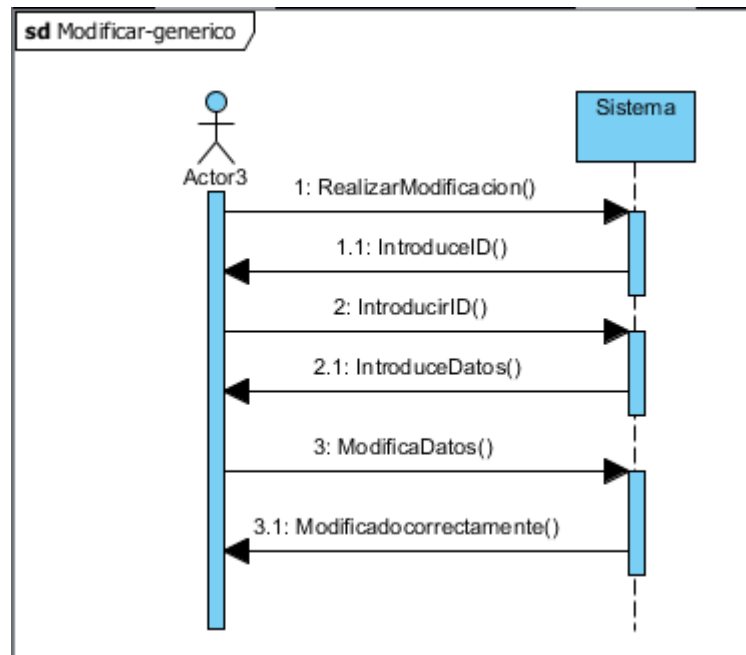 sd Modificar-generico
Sistema
Actor3
1: RealizarModificacion()
1.1: IntroduceID()
2: IntroducirID()
2.1: IntroduceDatos()
3: ModificaDatos()
3.1: Modificadocorrectamente()